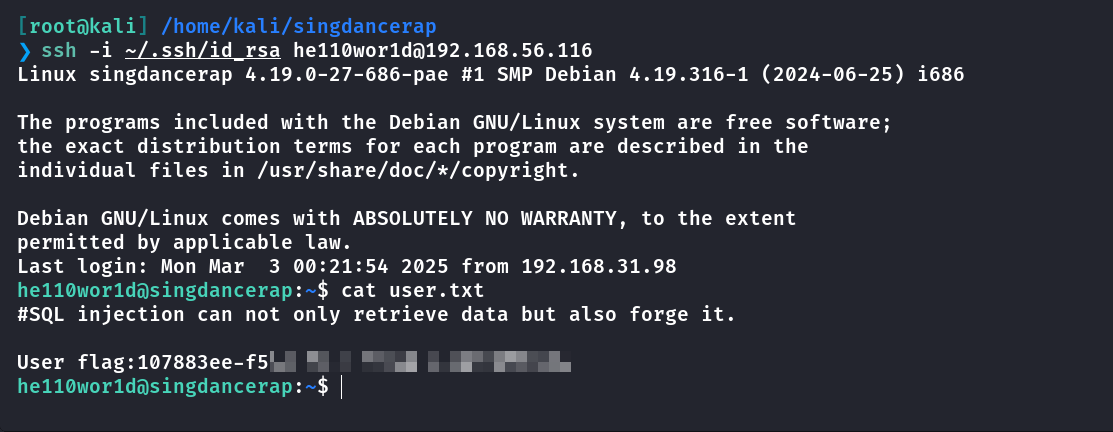 [root@kali] /home/kali/singdancerap
❯ ssh -i ~/.ssh/id_rsa he110wor1d@192.168.56.116
Linux singdancerap 4.19.0-27-686-pae #1 SMP Debian 4.19.316-1 (2024-06-25) i686
The programs included with the Debian GNU/Linux system are free software;
the exact distribution terms for each program are described in the
individual files in /usr/share/doc/*/copyright.
Debian GNU/Linux comes with ABSOLUTELY NO WARRANTY, to the extent
permitted by applicable law.
Last login: Mon Mar  3 00:21:54 2025 from 192.168.31.98
he110wor1d@singdancerap:~$ cat user.txt
#SQL injection can not only retrieve data but also forge it.
User flag:107883ee-f5
he110wor1d@singdancerap:~$